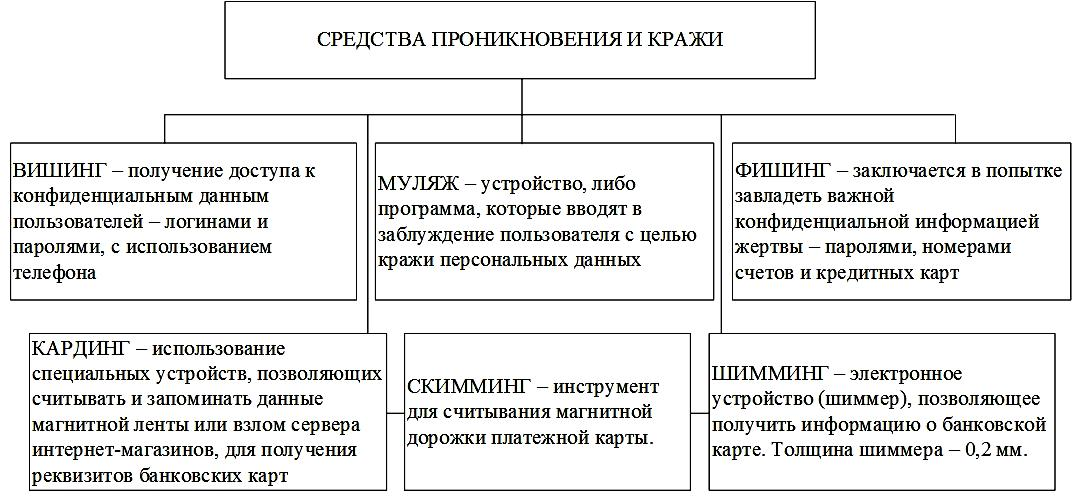 СРЕДСТВА ПРОНИКНОВЕНИЯ И КРАЖИ
ВИШИНГ – получение доступа к
конфиденциальным данным
пользователей – логинами и
паролями, с использованием
телефона
МУЛЯЖ – устройство, либо
программа, которые вводят в
заблуждение пользователя с целью
кражи персональных данных
ФИШИНГ – заключается в попытке
завладеть важной
конфиденциальной информацией
жертвы – паролями, номерами
счетов и кредитных карт
КАРДИНГ – использование
специальных устройств, позволяющих
считывать и запоминать данные
магнитной ленты или взлом сервера
интернет-магазинов, для получения
реквизитов банковских карт
СКИММИНГ – инструмент
для считывания магнитной
дорожки платежной карты.
ШИММИНГ – электронное
устройство (шиммер), позволяющее
получить информацию о банковской
карте. Толщина шиммера – 0,2 мм.